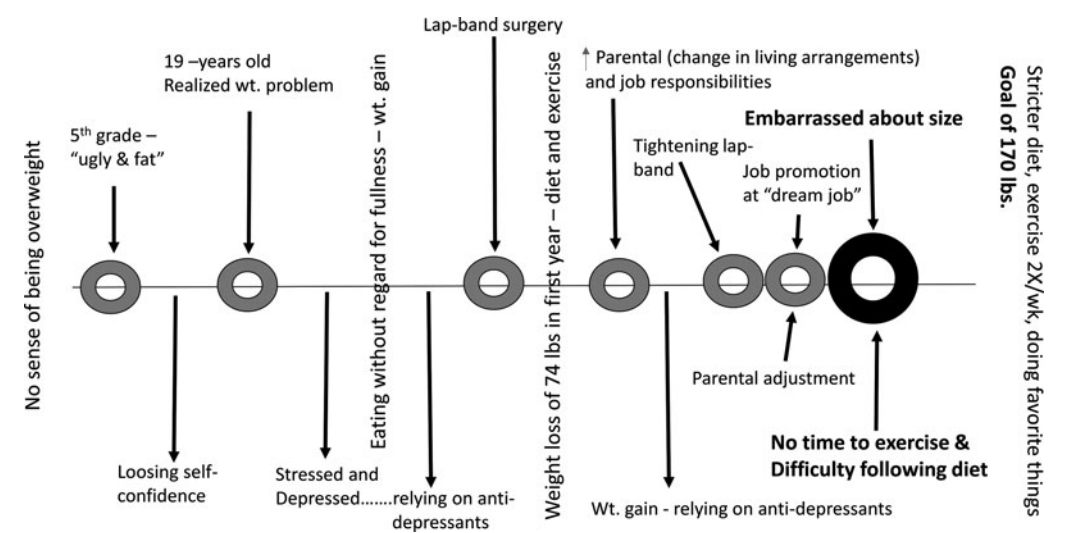 No sense of being overweight
5th grade –
“ugly & fat”
Loosing self-
confidence
19 –years old
Realized wt. problem
Stressed and
Depressed.......relying on anti-
depressants
Eating without regard for fullness – wt. gain
Lap-band surgery
Weight loss of 74 lbs in first year – diet and exercise
↑ Parental (change in living arrangements)
and job responsibilities
Wt. gain - relying on anti-depressants
Tightening lap-
band
Job promotion
at “dream job”
Parental adjustment
Embarrassed about size
No time to exercise &
Difficulty following diet
Stricter diet, exercise 2X/wk, doing favorite things
Goal of 170 lbs.